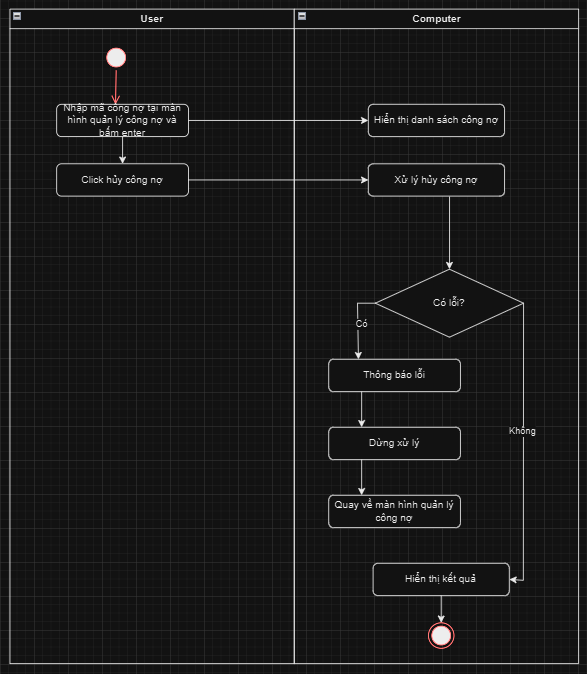 User
Computer
Nhập mã công nợ tại màn
hình quản lý công nợ và
bấm enter
Hiển thị danh sách công nợ
Click hủy công nợ
Xử lý hủy công nợ
Có lỗi?
Có
Thông báo lỗi
Không
Dừng xử lý
Quay về màn hình quản lý
công nợ
Hiển thị kết quả